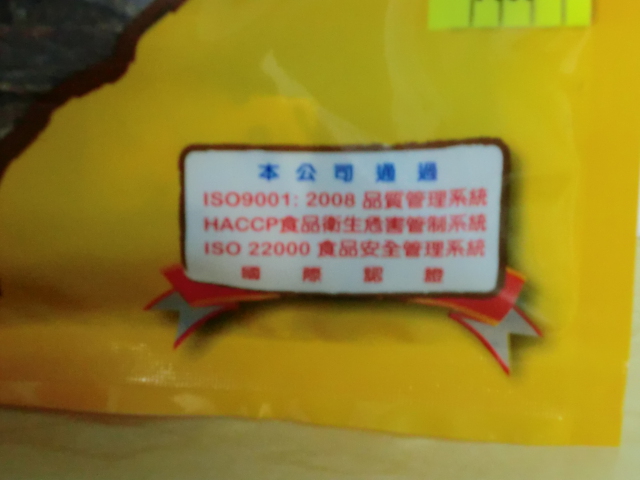 本公司通過
ISO9001: 2008 品質管理系統
HACCP食品衛生危害管制系統
ISO 22000 食品安全管理系統
國際認證